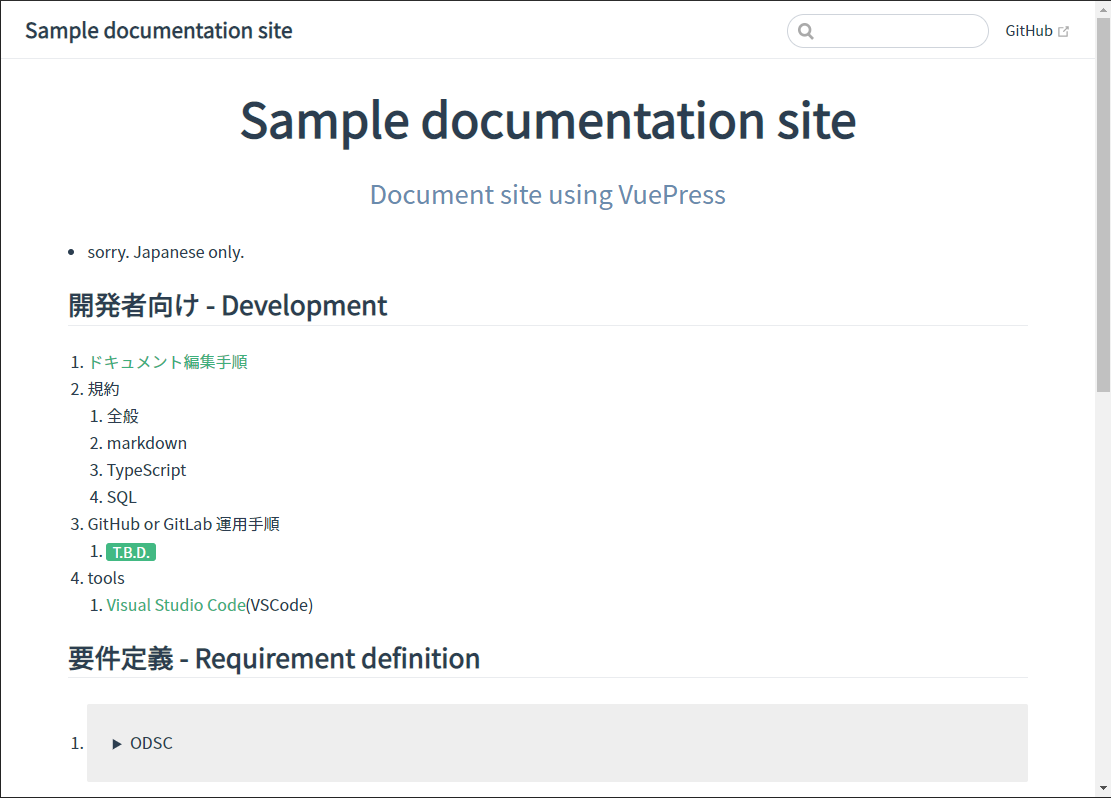 Sample documentation site
GitHub
Sample documentation site
Document site using VuePress
• sorry. Japanese only.
開発者向け - Development
1. ドキュメント編集手順
2. 規約
1. 全般
2. markdown
3. TypeScript
4. SQL
3. GitHub or GitLab 運用手順
1. T.B.D.
4. tools
1. Visual Studio Code(VSCode)
要件定義 - Requirement definition
1. ▶ ODSC